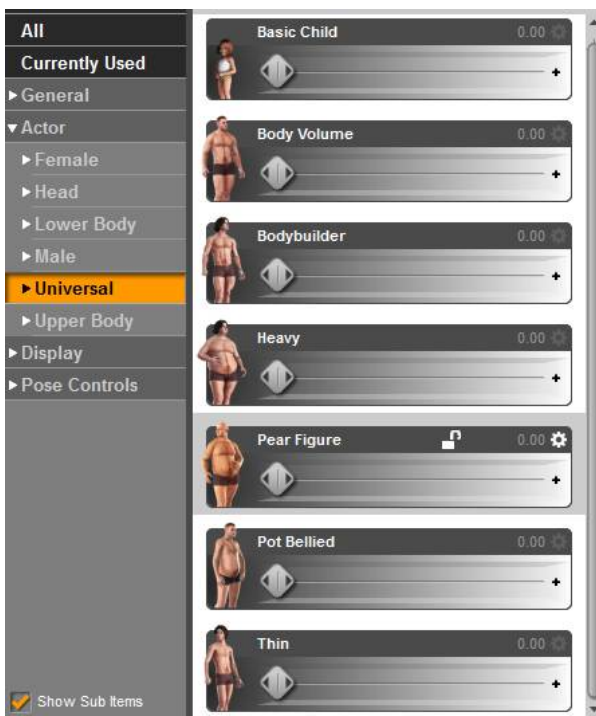 All
Currently Used
General
Actor
Female
Head
Lower Body
Male
Universal
Upper Body
Display
Pose Controls
Show Sub Items
Basic Child 0.00
Body Volume 0.00
Bodybuilder 0.00
Heavy 0.00
Pear Figure 0.00
Pot Bellied 0.00
Thin 0.00